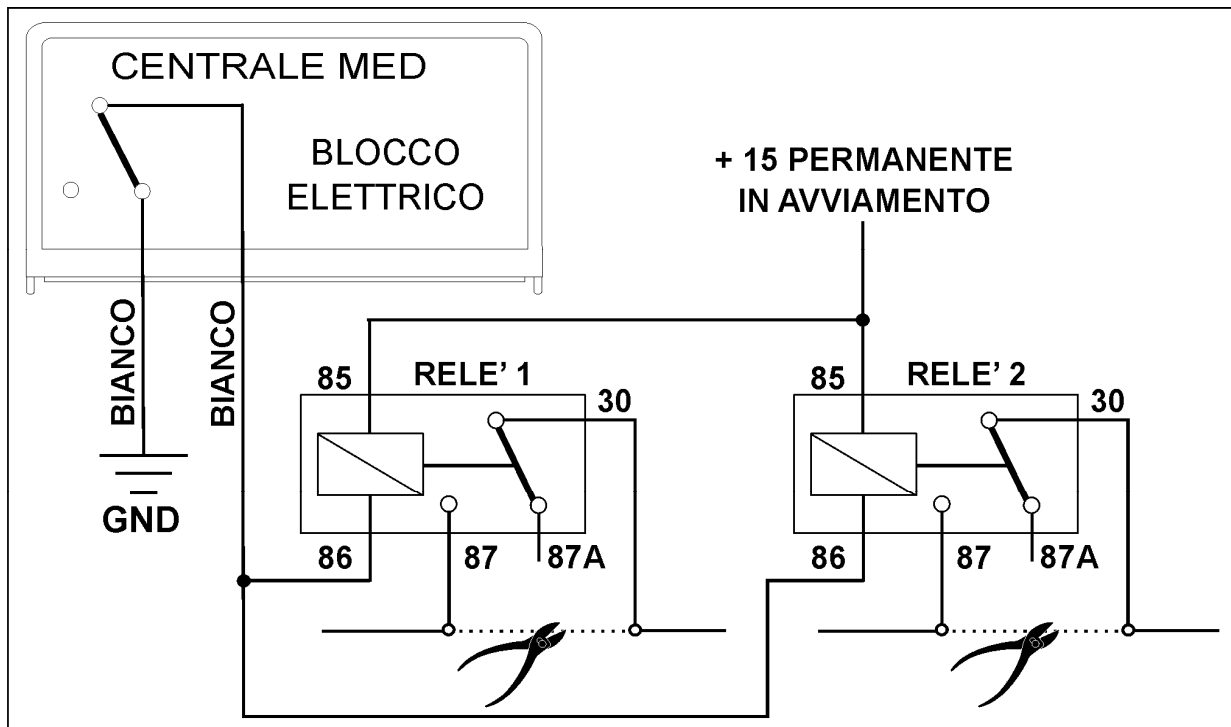 CENTRALE MED
BLOCCO
ELETTRICO
+ 15 PERMANENTE
IN AVVIAMENTO
BIANCO
BIANCO
GND
85
RELE' 1
30
86
87
87A
85
RELE' 2
30
86
87
87A